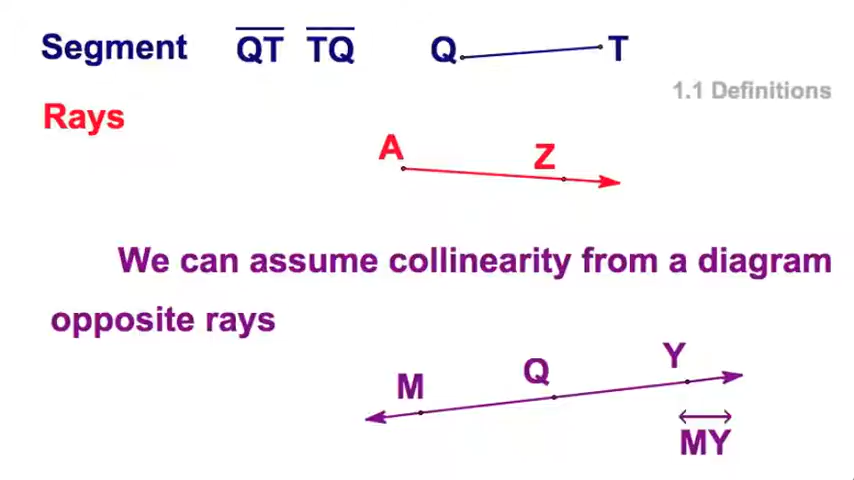 Segment QT TQ Q T
1.1 Definitions
Rays
A Z
We can assume collinearity from a diagram
opposite rays
M Q Y
MY